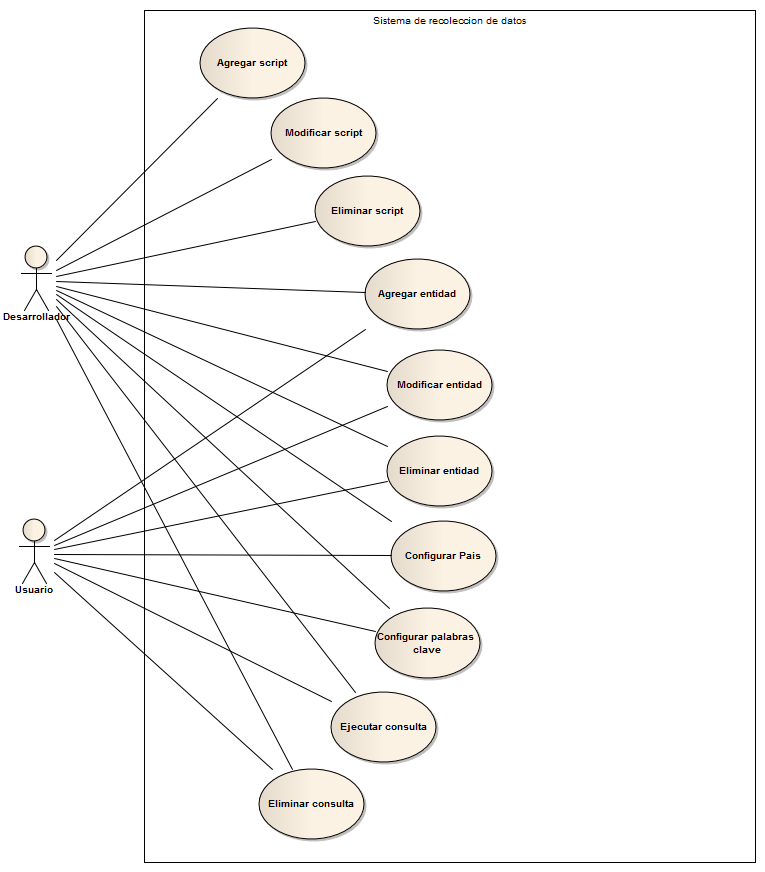 Sistema de recoleccion de datos
Agregar script
Modificar script
Eliminar script
Agregar entidad
Desarrollador
Modificar entidad
Eliminar entidad
Configurar Pais
Usuario
Configurar palabras
clave
Ejecutar consulta
Eliminar consulta